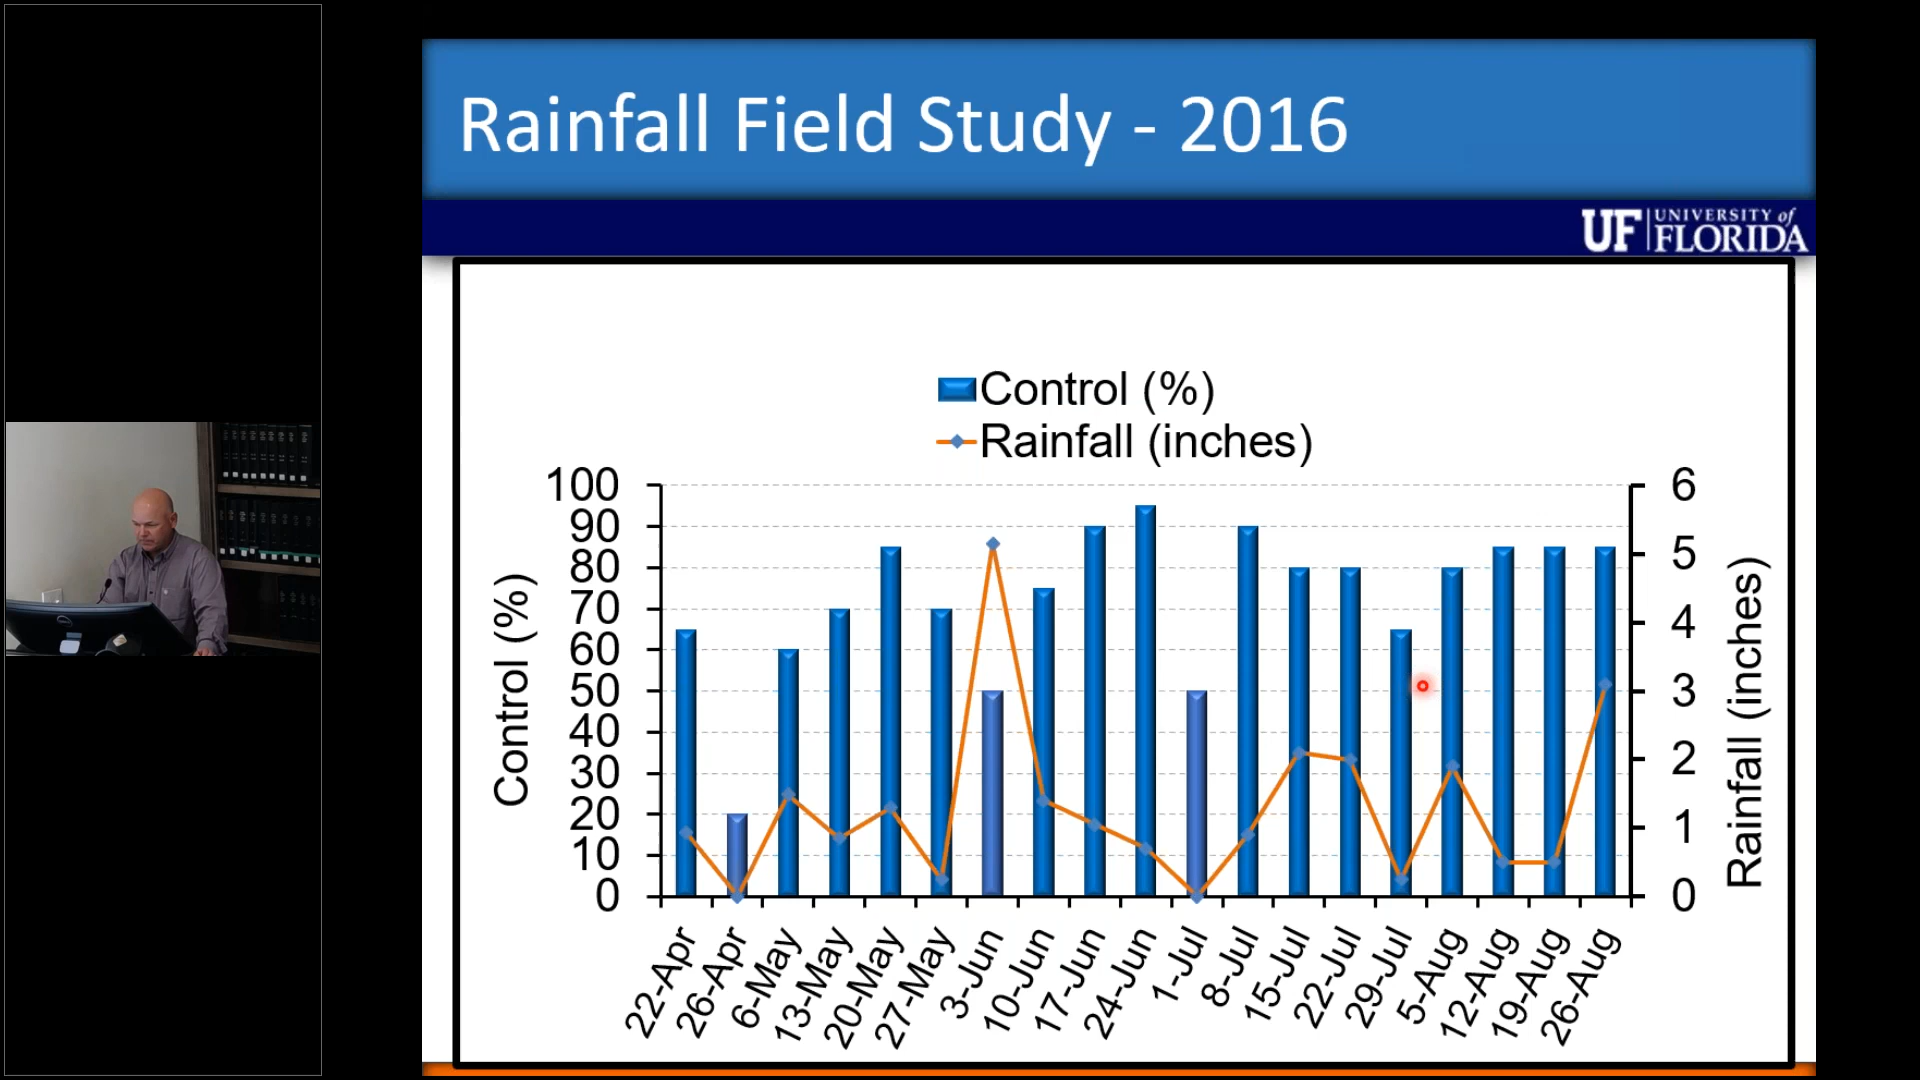 Rainfall Field Study - 2016
UF UNIVERSITY of
FLORIDA
Control (%)
Rainfall (inches)
100
90
80
70
60
50
40
30
20
10
0
Control (%)
6
5
4
3
2
1
0
Rainfall (inches)
22-Apr
26-Apr
6-May
13-May
20-May
27-May
3-Jun
10-Jun
17-Jun
24-Jun
1-Jul
8-Jul
15-Jul
22-Jul
29-Jul
5-Aug
12-Aug
19-Aug
26-Aug